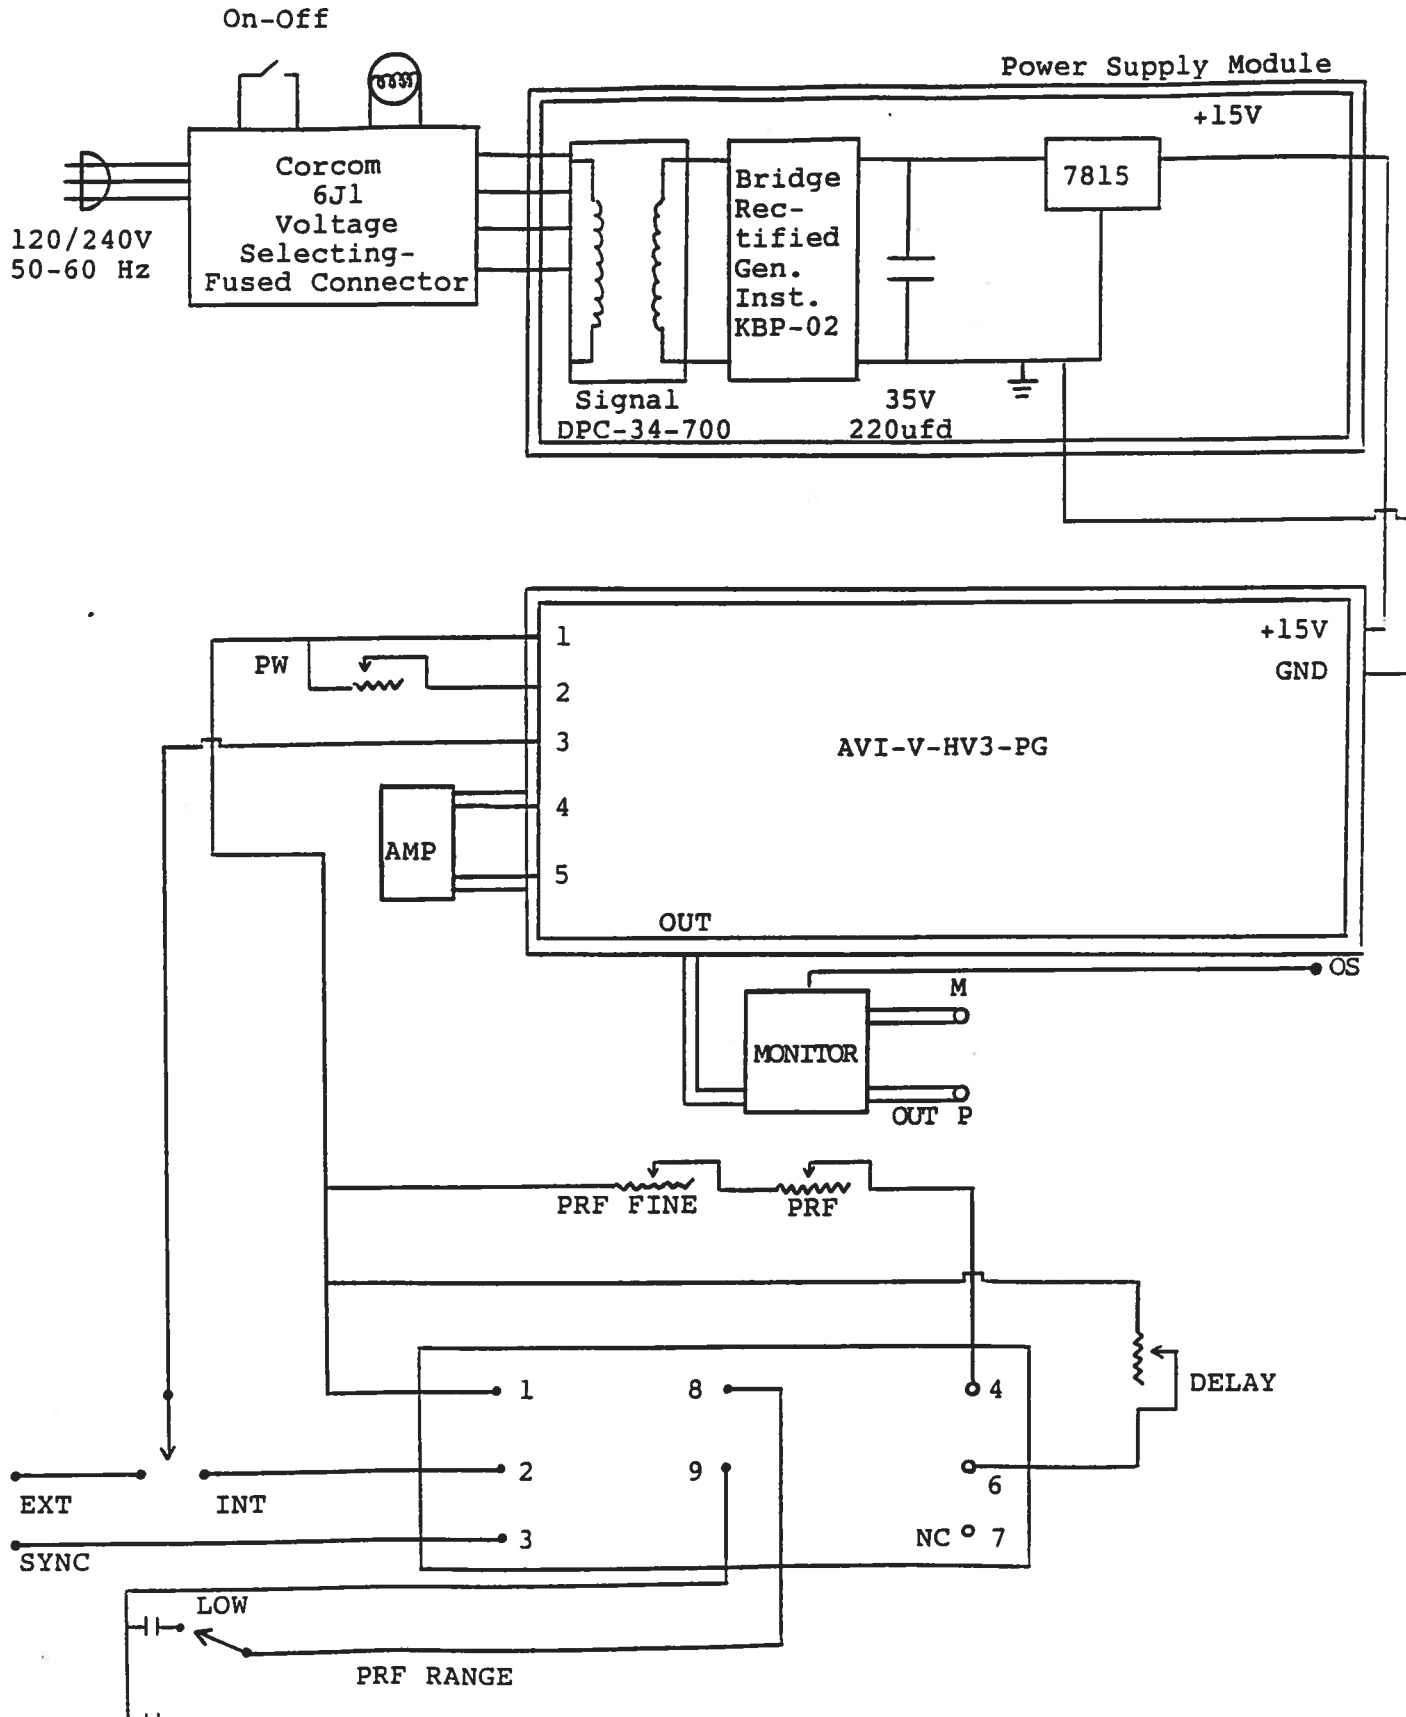 On-Off
Power Supply Module
+15V
Corcom
6J1
Voltage
Selecting-
Fused Connector
120/240V
50-60 Hz
Bridge
Rec-
tified
Gen.
Inst.
KBP-02
7815
Signal
DPC-34-700
35V
220ufd
1
+15V
PW
GND
2
3
AVI-V-HV3-PG
4
AMP
5
OUT
OS
M
MONITOR
OUT P
PRF FINE
PRF
DELAY
1
8
4
2
9
6
EXT
INT
3
NC
7
SYNC
LOW
PRF RANGE